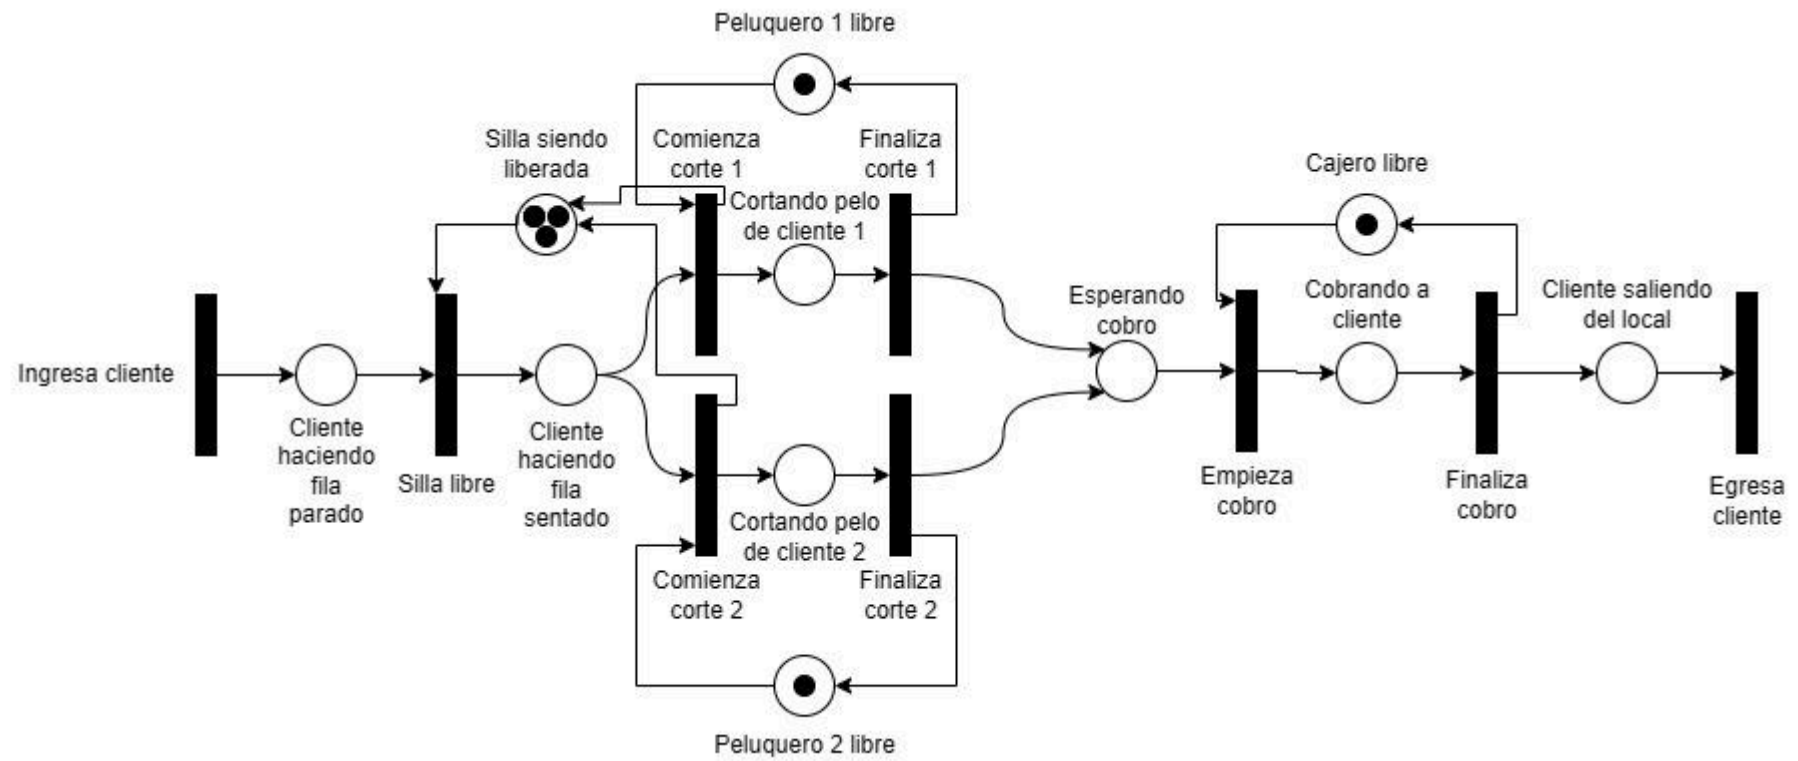 Peluquero 1 libre
Silla siendo
liberada
Comienza
corte 1
Finaliza
corte 1
Cortando pelo
de cliente 1
Cajero libre
Ingresa cliente
Cliente
haciendo
fila
parado
Silla libre
Cliente
haciendo
fila
sentado
Esperando
cobro
Cobrando a
cliente
Cliente saliendo
del local
Empieza
cobro
Finaliza
cobro
Egresa
cliente
Cortando pelo
de cliente 2
Comienza
corte 2
Finaliza
corte 2
Peluquero 2 libre